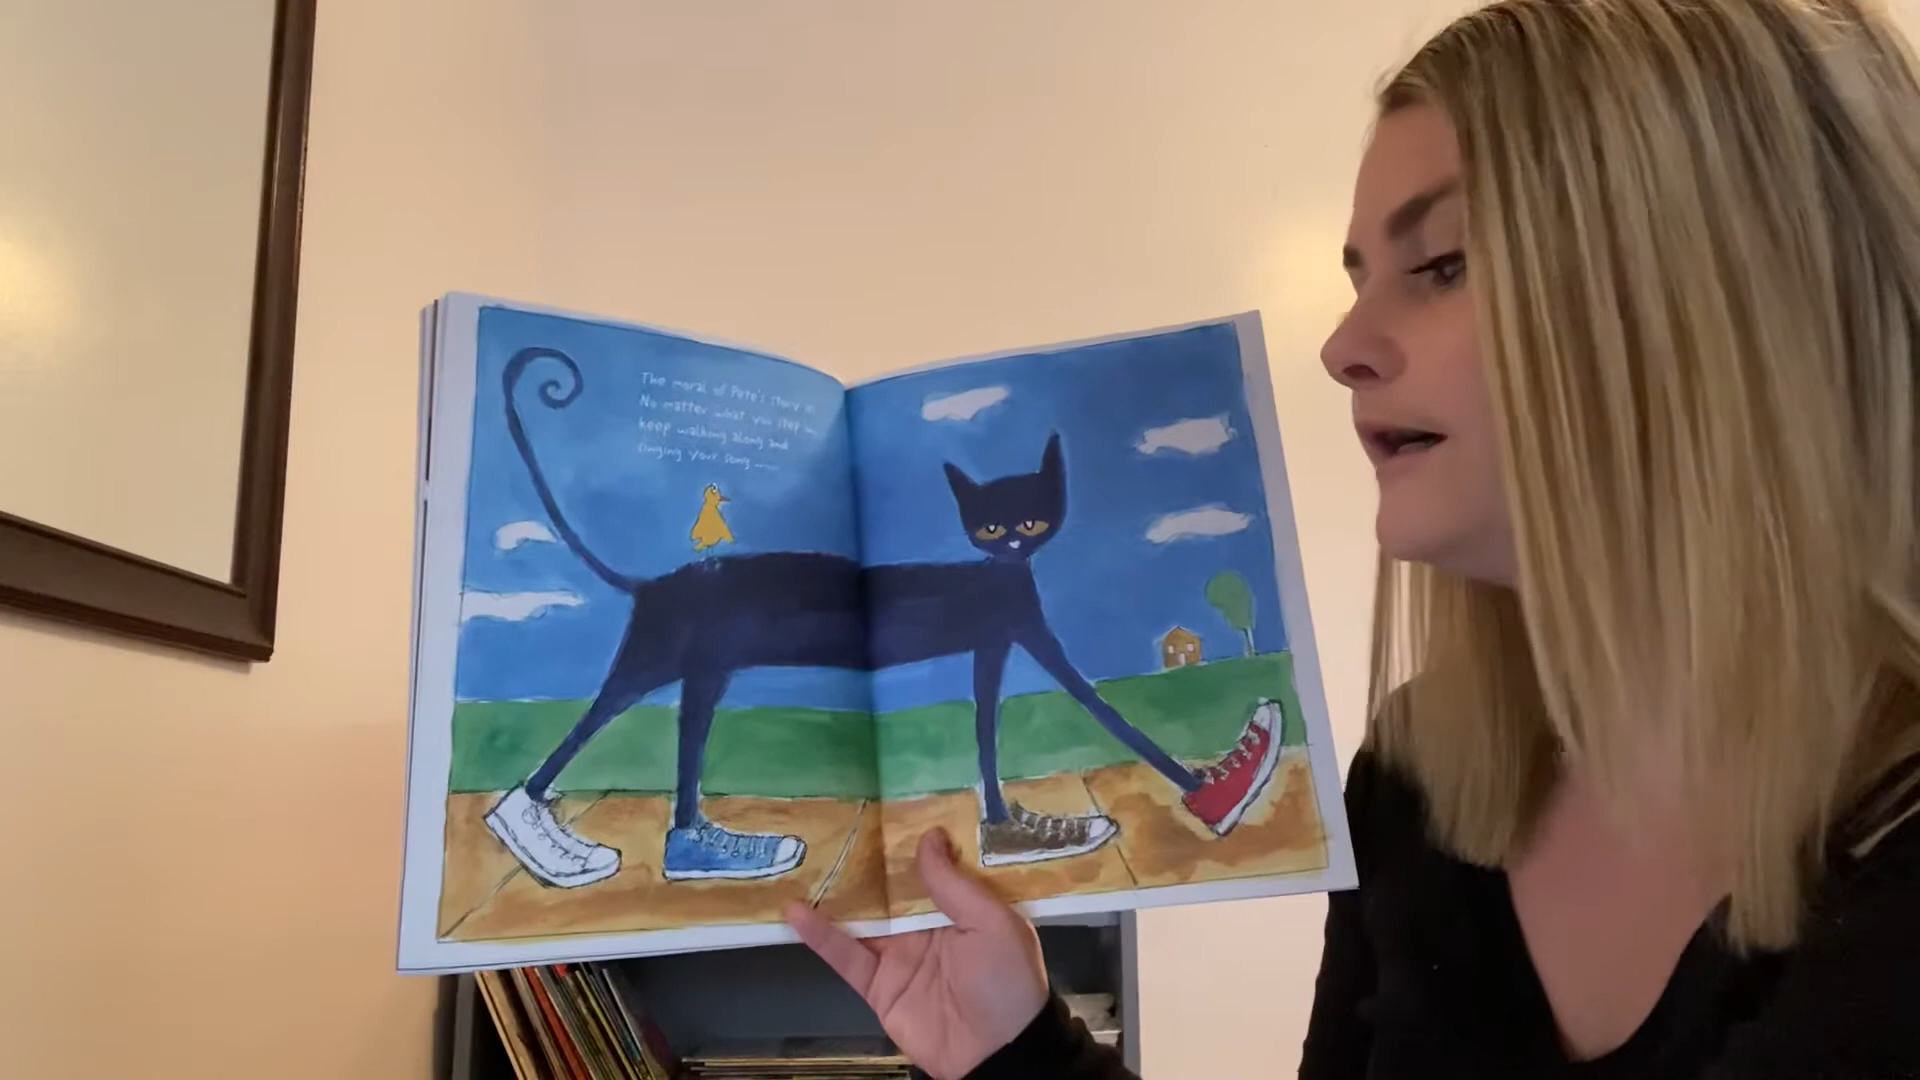 The moral of Pete's story is:
No matter what you step in,
keep walking along and
singing your song......